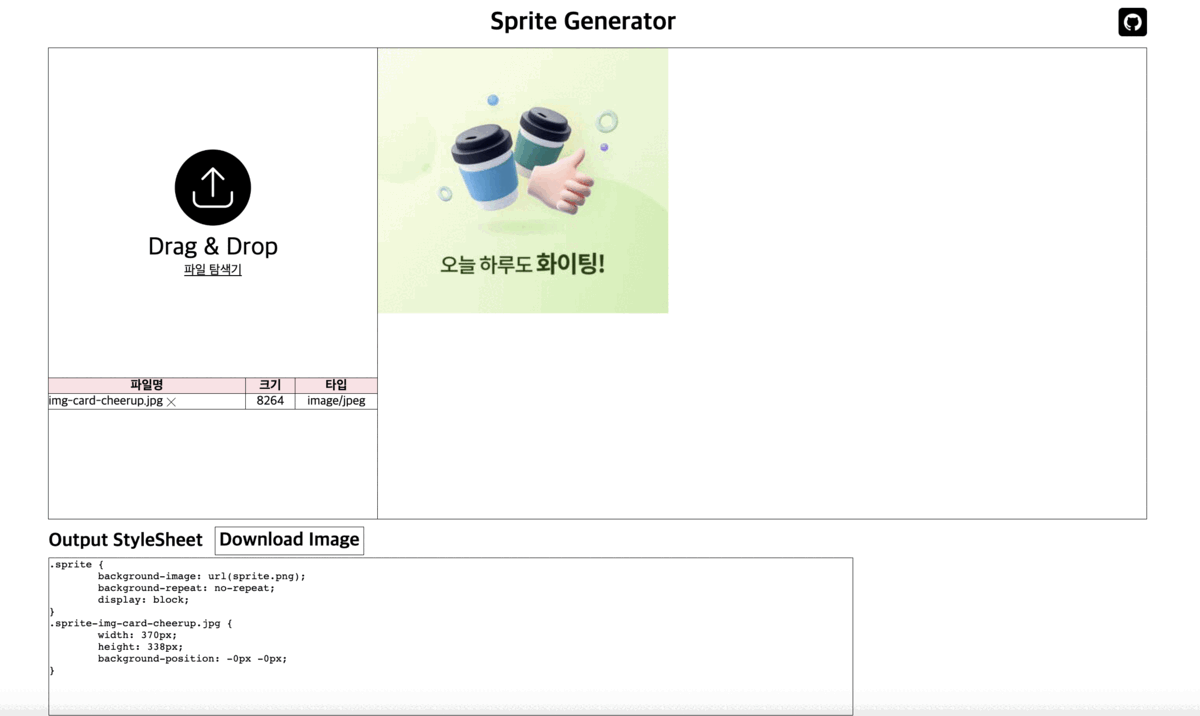 Sprite Generator
Drag & Drop
파일 탐색기
오늘 하루도 화이팅!
파일명 크기 타입
img-card-cheerup.jpg 8264 image/jpeg
Output StyleSheet Download Image
.sprite {
background-image: url(sprite.png);
background-repeat: no-repeat;
display: block;
}
.sprite-img-card-cheerup.jpg {
width: 370px;
height: 338px;
background-position: -0px -0px;
}